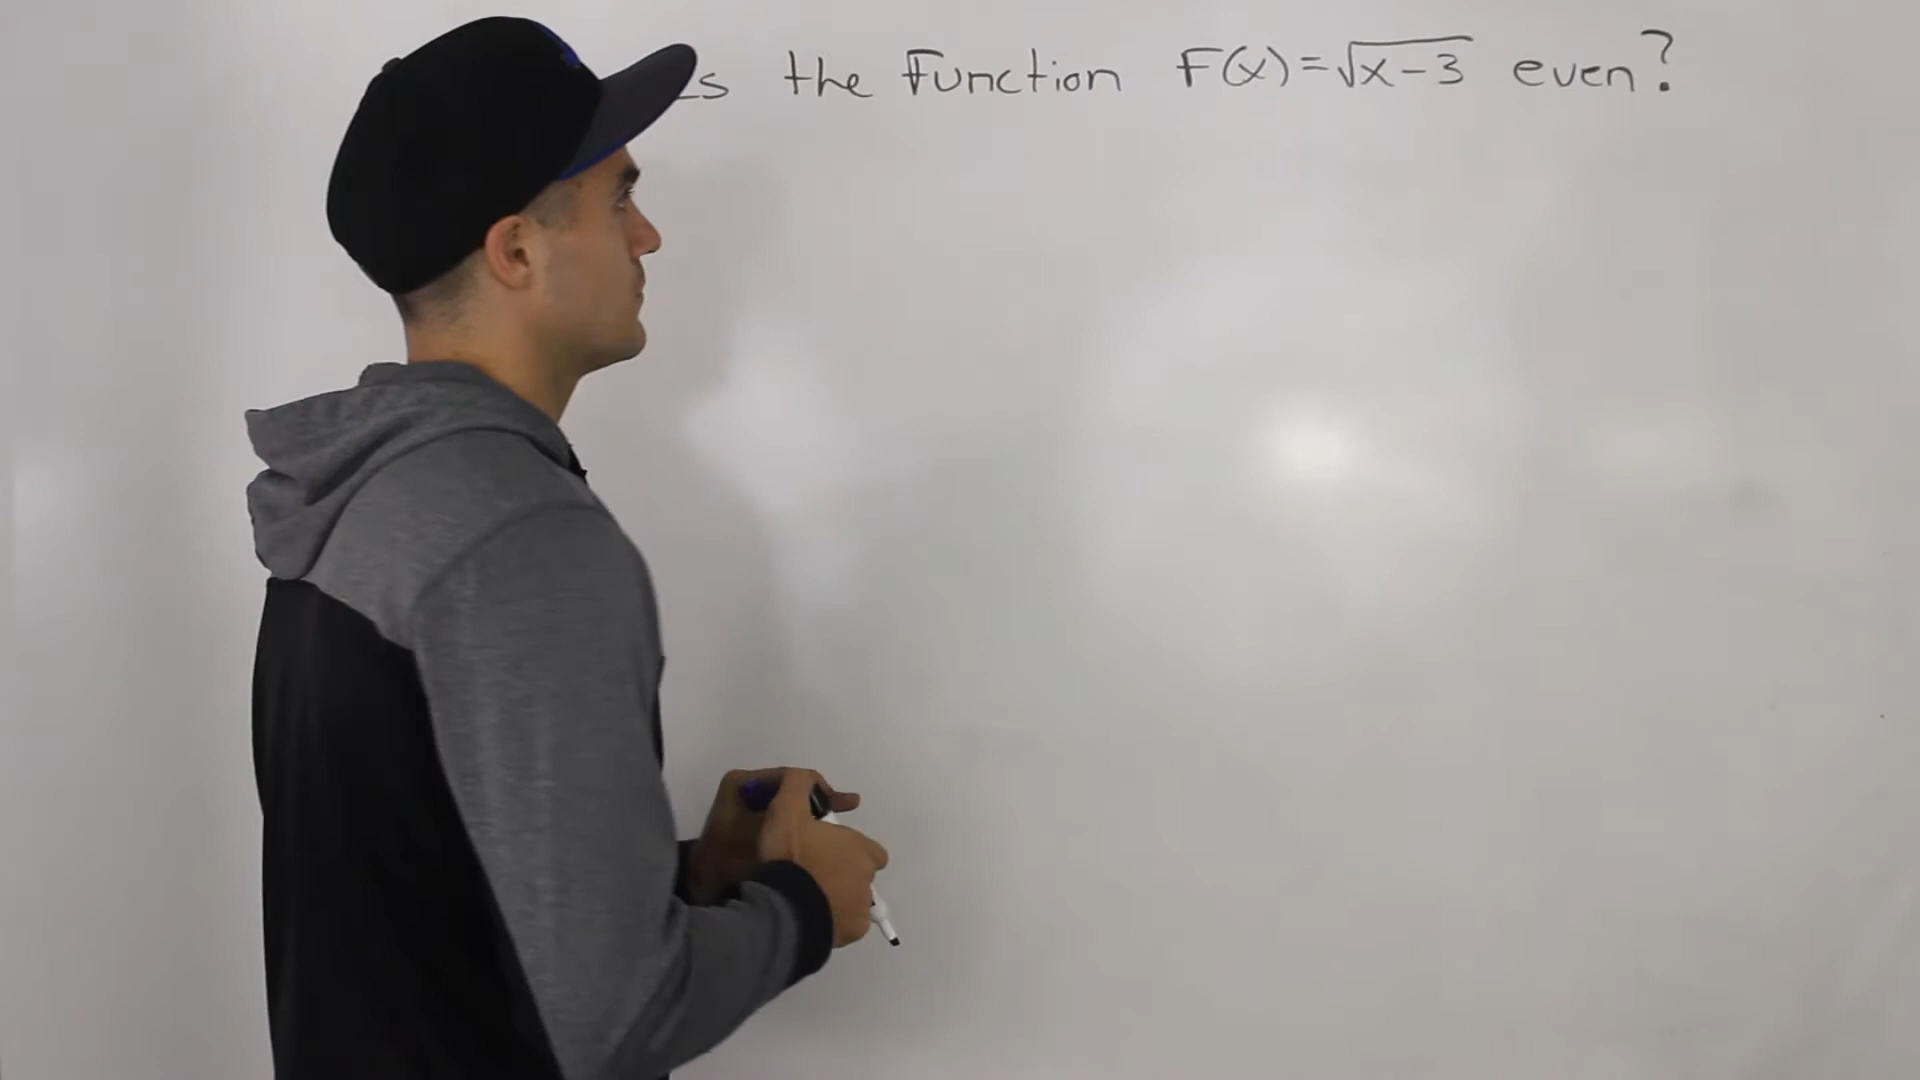 the Function F(x)=√x-3 even?